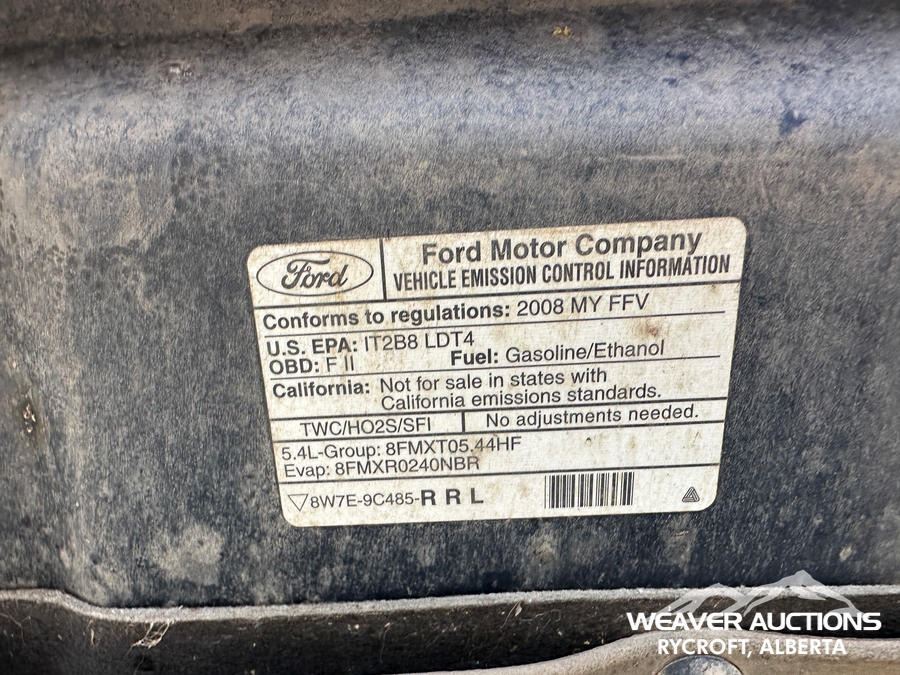 Ford
Ford Motor Company
VEHICLE EMISSION CONTROL INFORMATION
Conforms to regulations: 2008 MY FFV
U.S. EPA: IT2B8 LDT4
OBD: F II Fuel: Gasoline/Ethanol
California: Not for sale in states with
California emissions standards.
TWC/HO2S/SFI No adjustments needed.
5.4L-Group: 8FMXT05.44HF
Evap: 8FMXR0240NBR
8W7E-9C485-R R L
WEAVER AUCTIONS
RYCROFT, ALBERTA